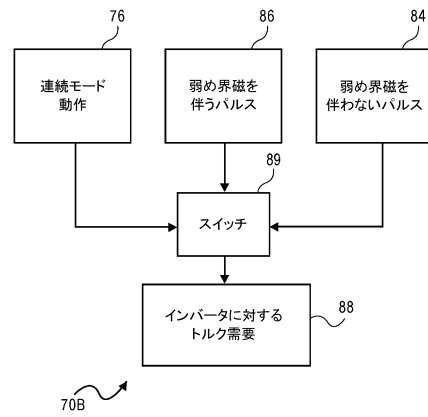 76
86
84
連続モード
動作
弱め界磁を
伴うパルス
弱め界磁を
伴わないパルス
89
スイッチ
インバータに対する
トルク需要
88
70B